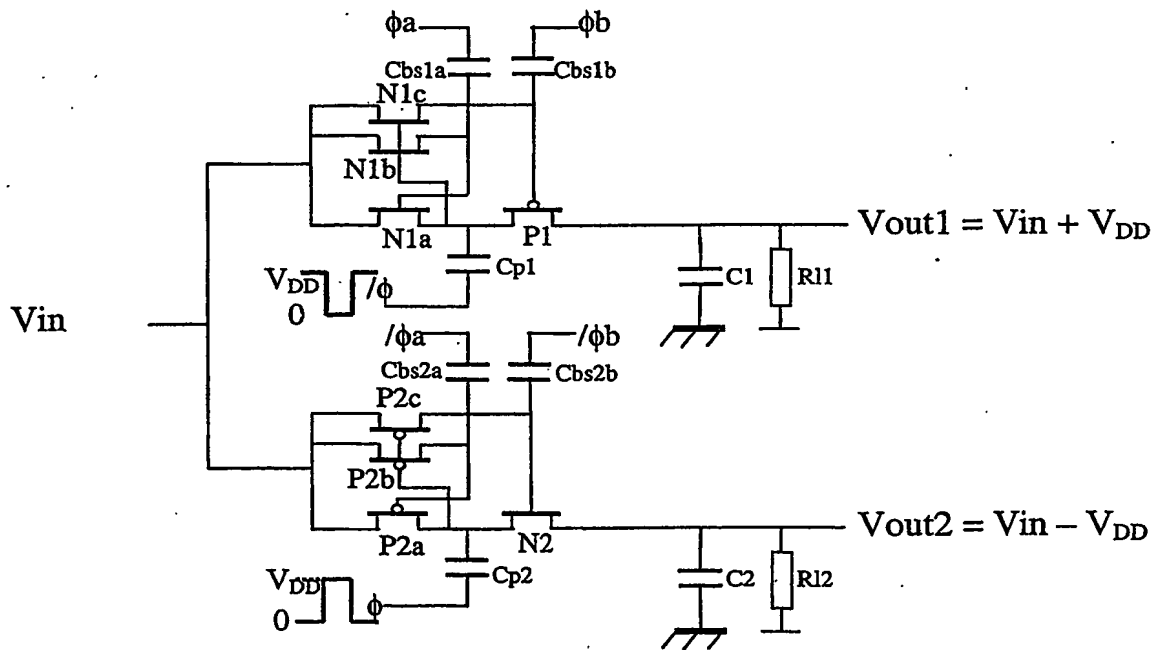 ϕa
ϕb
Cbs1a
Cbs1b
N1c
N1b
N1a
P1
Vout1 = Vin + VDD
Cp1
C1
Rl1
VDD
0
/ϕ
Vin
/ϕa
/ϕb
Cbs2a
Cbs2b
P2c
P2b
P2a
N2
Vout2 = Vin – VDD
Cp2
C2
Rl2
VDD
0
ϕ